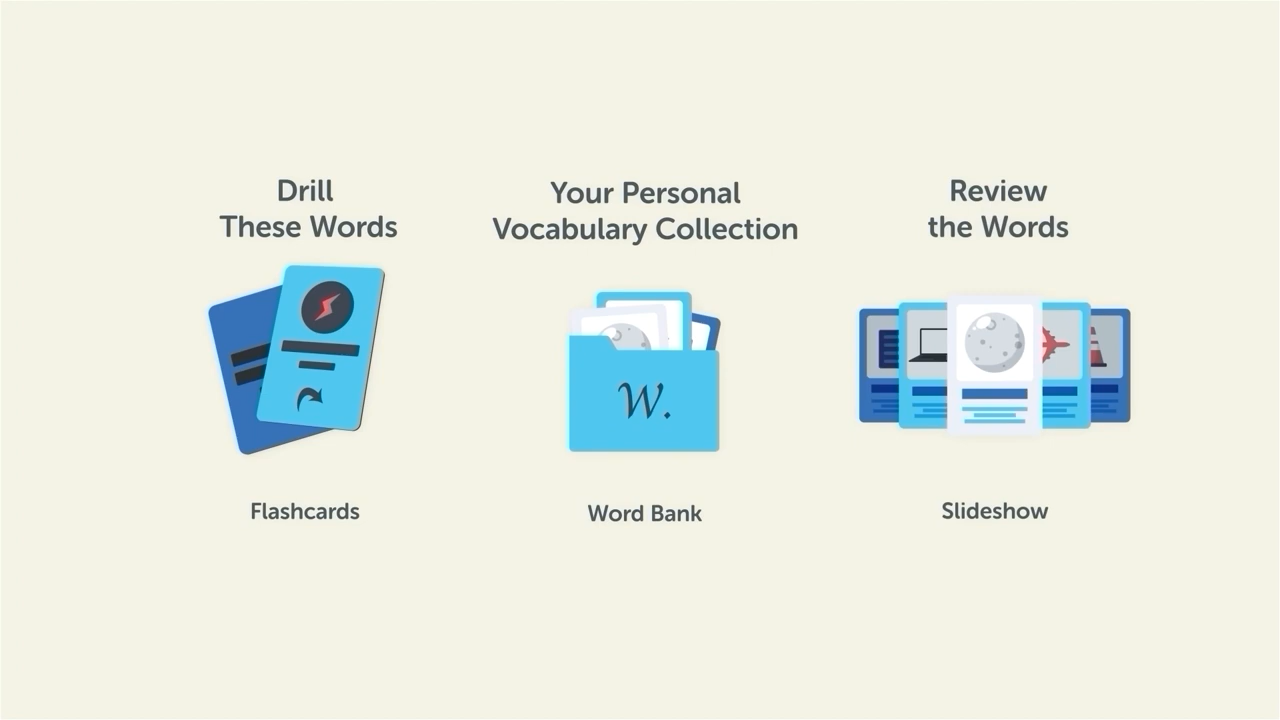 Drill
These Words
Your Personal
Vocabulary Collection
Review
the Words
W.
Flashcards
Word Bank
Slideshow